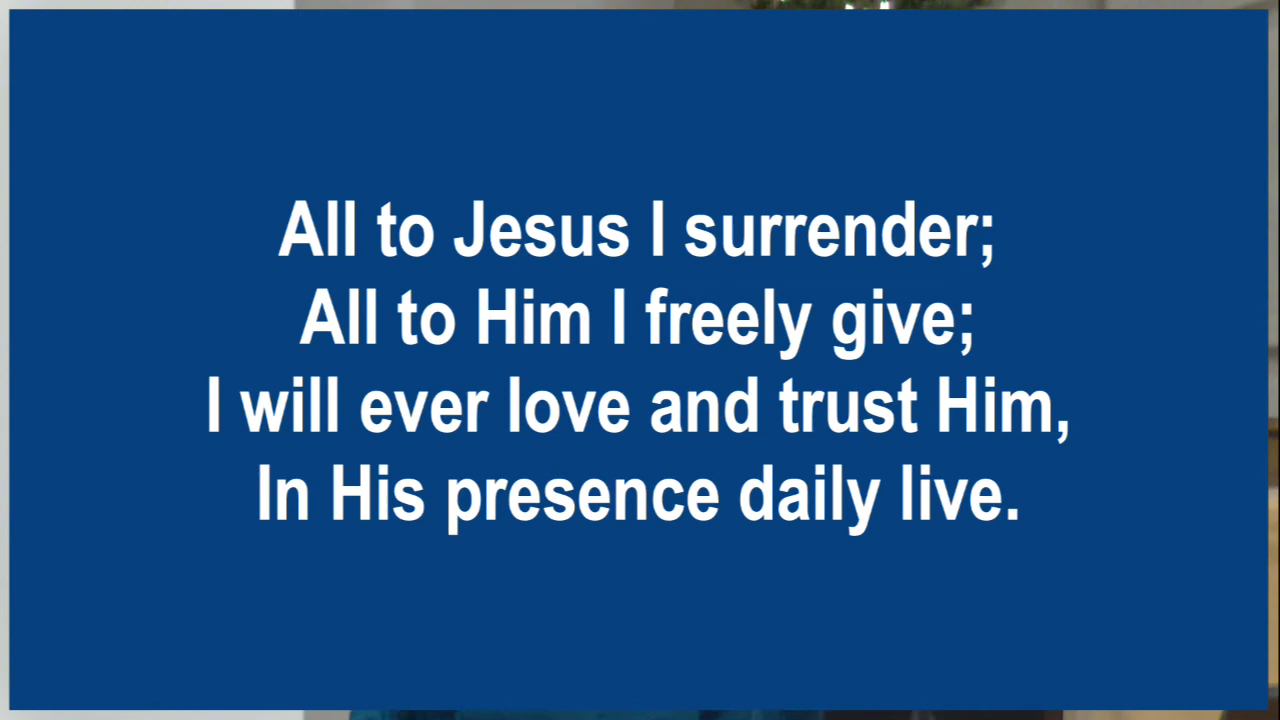 All to Jesus I surrender;
All to Him I freely give;
I will ever love and trust Him,
In His presence daily live.